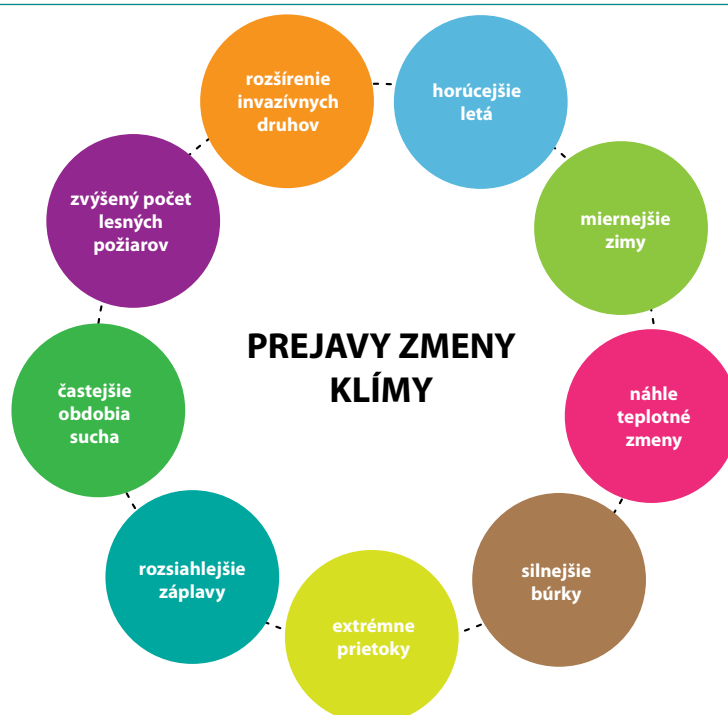 rozšírenie
invazívnych
druhov
horúcejšie
letá
zvýšený počet
lesných
požiarov
miernejšie
zimy
PREJAVY ZMENY
KLÍMY
častejšie
obdobia
sucha
náhle
teplotné
zmeny
rozsiahlejšie
záplavy
silnejšie
búrky
extrémne
prietoky